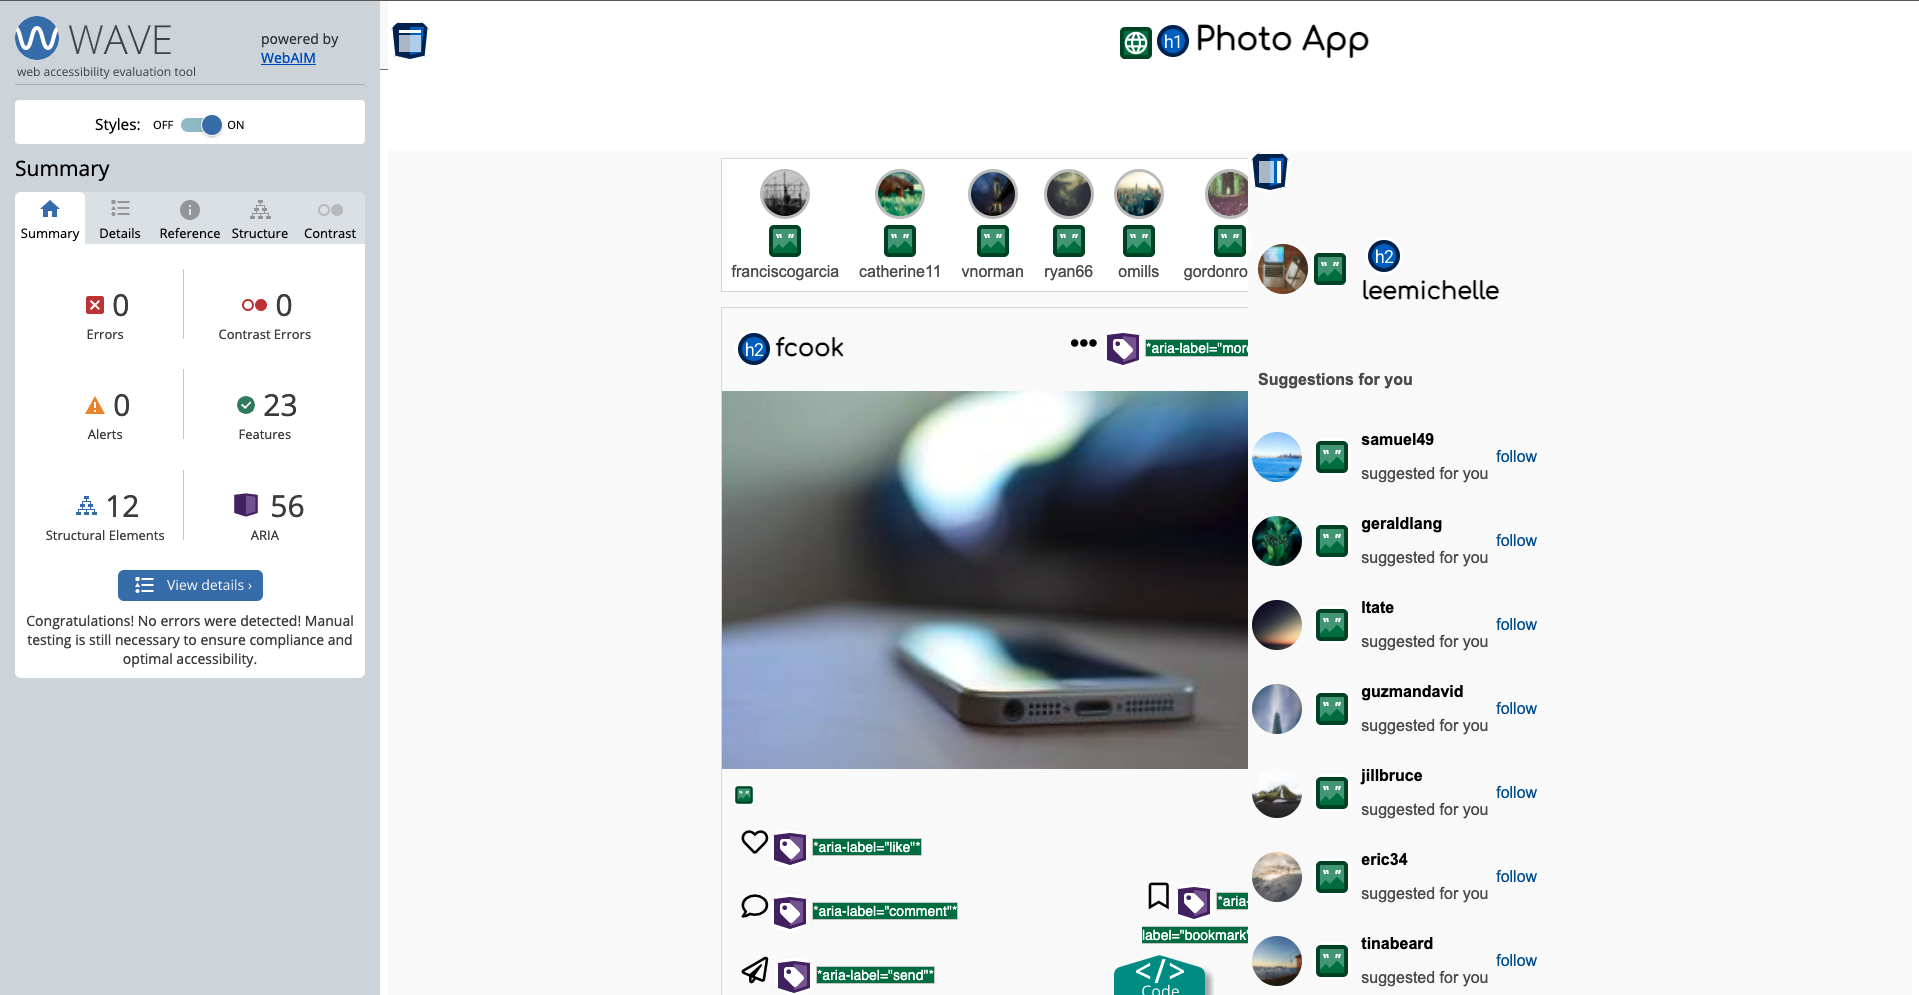 WAVE
web accessibility evaluation tool
powered by
WebAIM
Styles: OFF ON
Summary
Summary Details Reference Structure Contrast
0
Errors
0
Contrast Errors
0
Alerts
23
Features
12
Structural Elements
56
ARIA
View details ›
Congratulations! No errors were detected! Manual
testing is still necessary to ensure compliance and
optimal accessibility.
h1 Photo App
franciscogarcia catherine11 vnorman ryan66 omills gordonro
h2 fcook
*aria-label="more
*aria-label="like"*
*aria-label="comment"*
*aria-
label="bookmark"
*aria-label="send"*
</>
Code
h2
leemichelle
Suggestions for you
samuel49
suggested for you
follow
geraldlang
suggested for you
follow
ltate
suggested for you
follow
guzmandavid
suggested for you
follow
jillbruce
suggested for you
follow
eric34
suggested for you
follow
tinabeard
suggested for you
follow